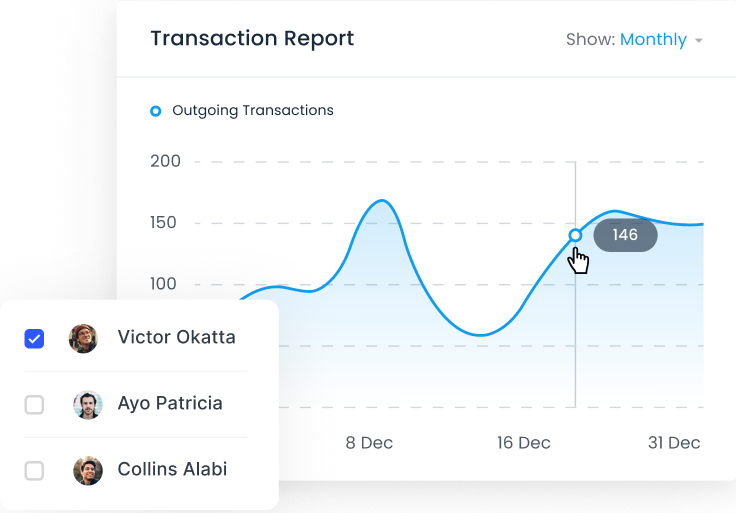 Transaction Report
Show: Monthly
Outgoing Transactions
200
150
146
100
8 Dec
16 Dec
31 Dec
Victor Okatta
Ayo Patricia
Collins Alabi